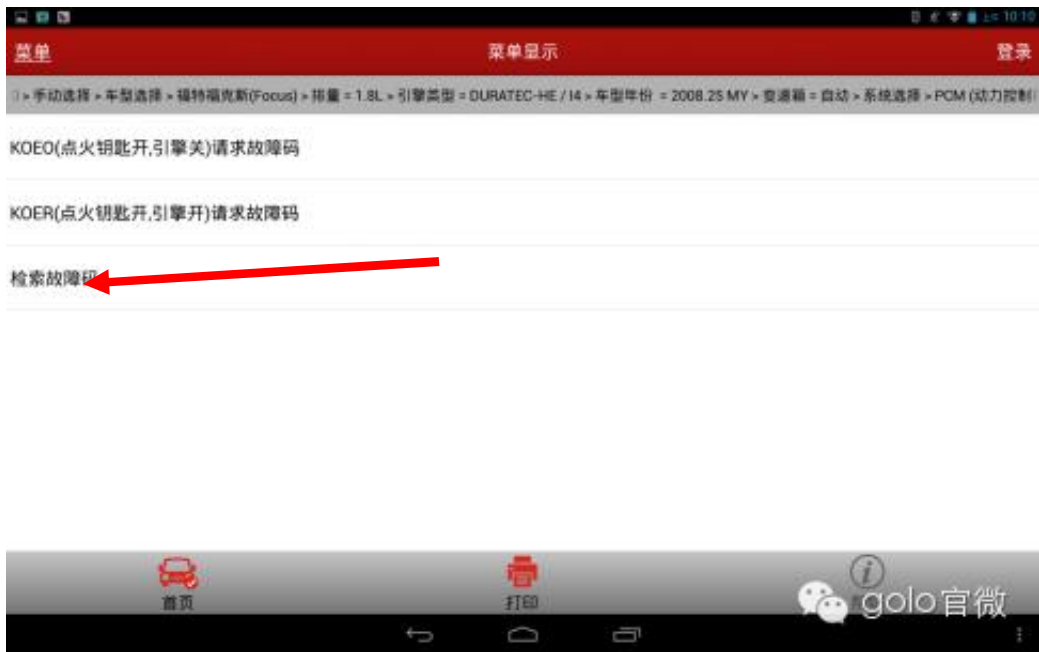 上午 10:10
菜单 菜单显示 登录
> 手动选择 > 车型选择 > 福特福克斯(Focus) > 排量 = 1.8L > 引擎类型 = DURATEC-HE / I4 > 车型年份 = 2008.25 MY > 变速箱 = 自动 > 系统选择 > PCM (动力控制
KOEO(点火钥匙开,引擎关)请求故障码
KOER(点火钥匙开,引擎开)请求故障码
检索故障码
首页 打印
golo官微